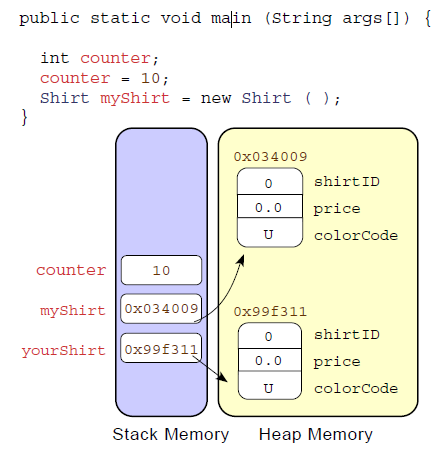 public static void main (String args[]) {
int counter;
counter = 10;
Shirt myShirt = new Shirt ( );
}
0x034009
0 shirtID
0.0 price
U colorCode
counter 10
myShirt 0x034009
0x99f311
yourShirt 0x99f311
0 shirtID
0.0 price
U colorCode
Stack Memory Heap Memory